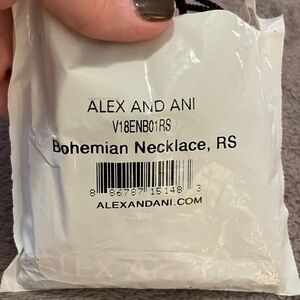 ALEX AND ANI
V18ENB01RS
Bohemian Necklace, RS
8 86787 15148 3
ALEXANDANI.COM